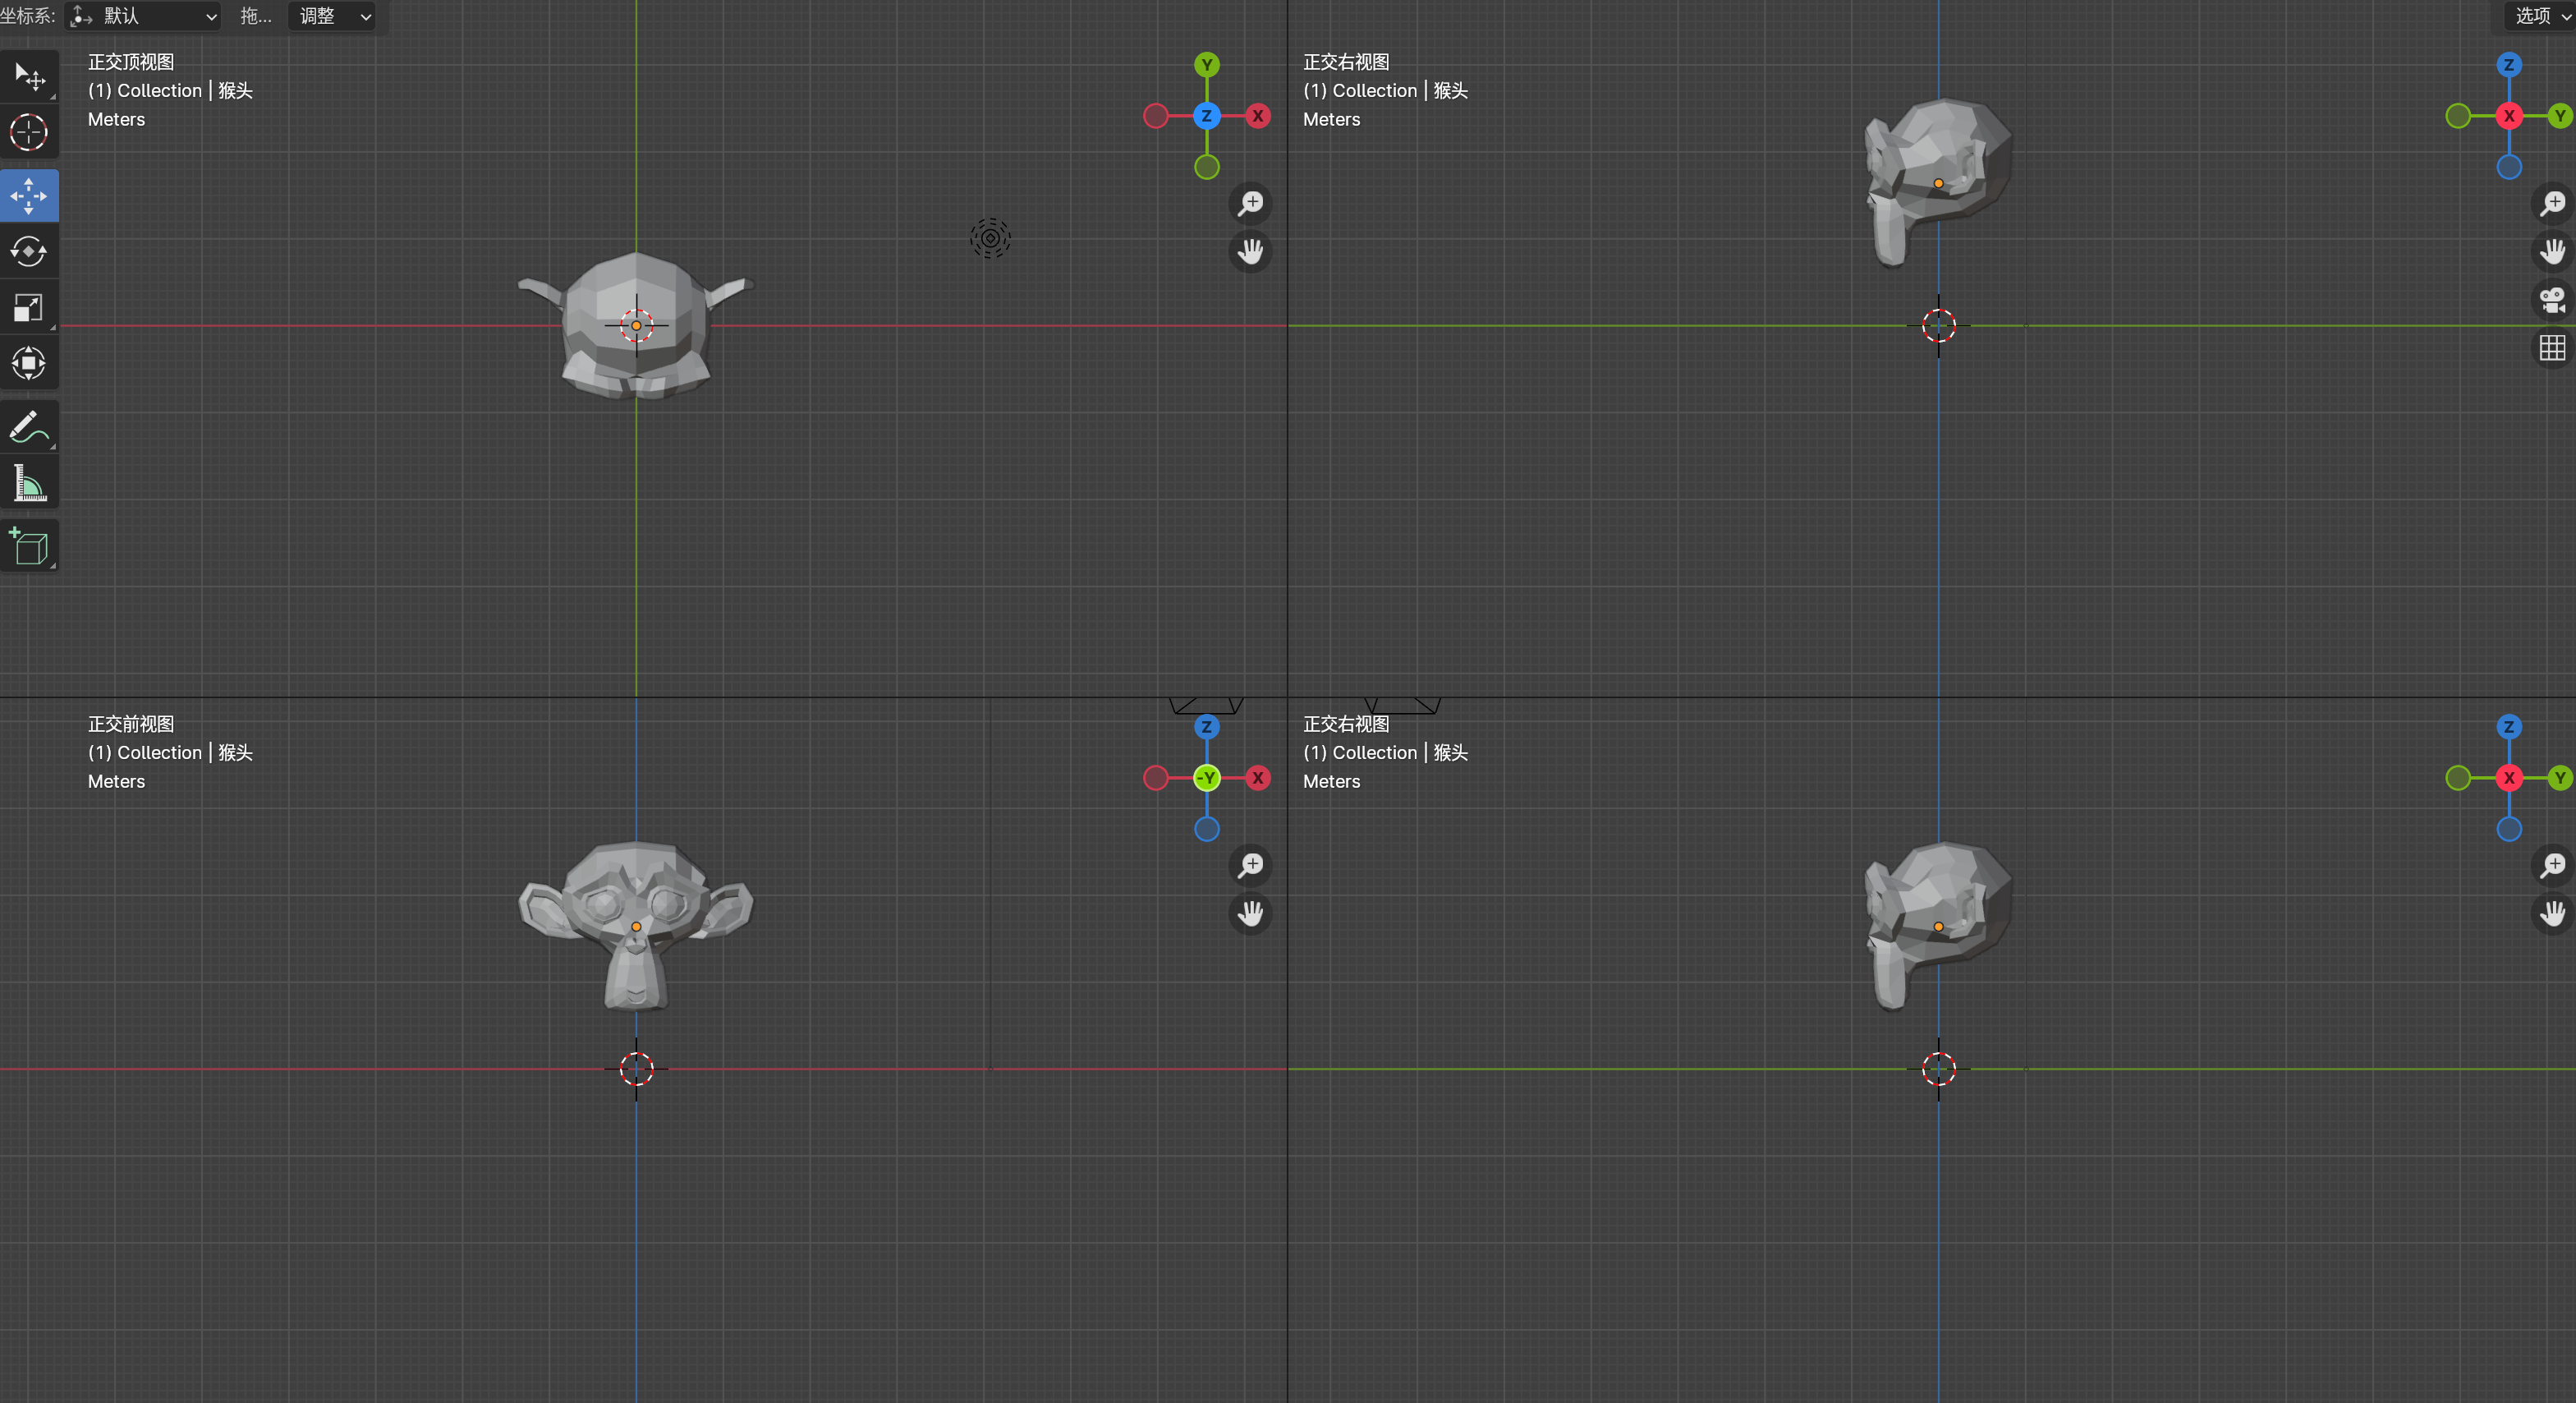 坐标系: 默认 拖... 调整 选项
正交顶视图
(1) Collection | 猴头
Meters
Y
Z X
正交右视图
(1) Collection | 猴头
Meters
Z
X Y
正交前视图
(1) Collection | 猴头
Meters
Z
-Y X
正交右视图
(1) Collection | 猴头
Meters
Z
X Y